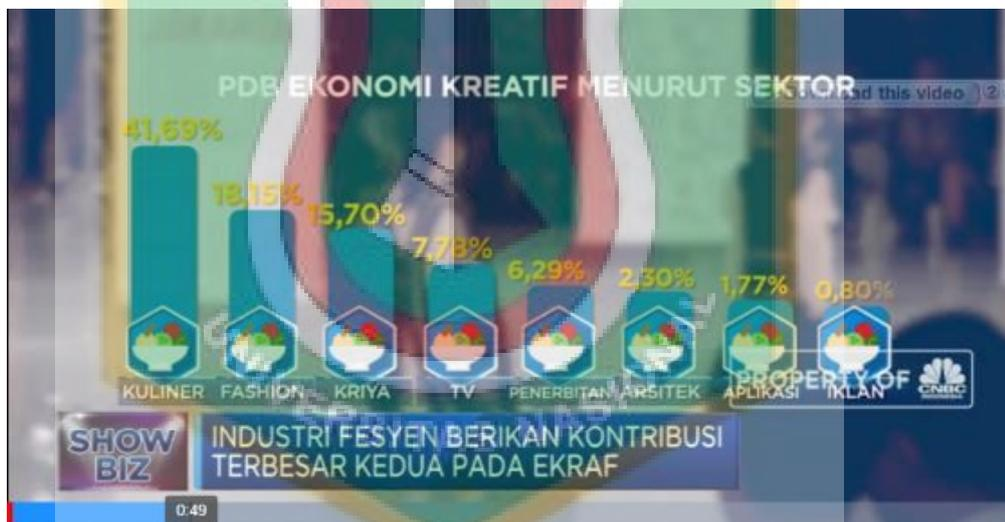 PDB EKONOMI KREATIF MENURUT SEKTOR
Download this video
2
41,69%
18,15%
15,70%
7,78%
6,29%
2,30%
1,77%
0,80%
KULINER
FASHION
KRIYA
TV
PENERBITAN
ARSITEK
APLIKASI
IKLAN
PROPERTY OF
CNBC
SHOW
BIZ
INDUSTRI FESYEN BERIKAN KONTRIBUSI
TERBESAR KEDUA PADA EKRAF
0:49